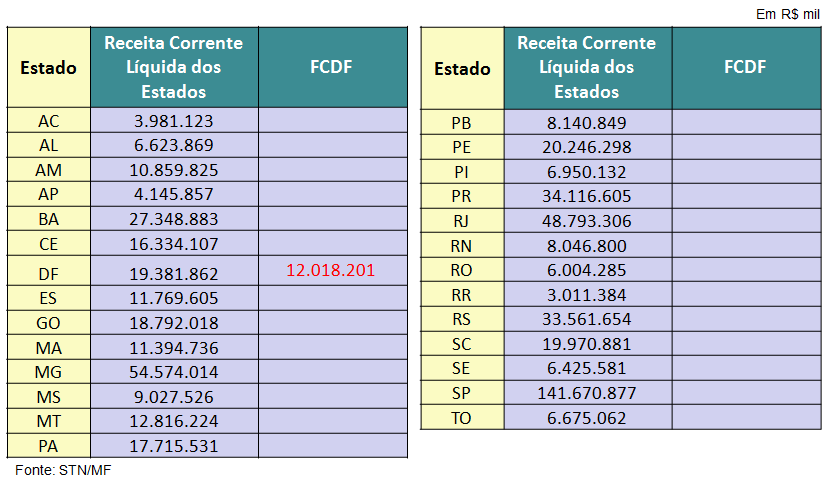 Em R$ mil
Estado Receita Corrente Líquida dos Estados FCDF
AC 3.981.123
AL 6.623.869
AM 10.859.825
AP 4.145.857
BA 27.348.883
CE 16.334.107
DF 19.381.862 12.018.201
ES 11.769.605
GO 18.792.018
MA 11.394.736
MG 54.574.014
MS 9.027.526
MT 12.816.224
PA 17.715.531
Estado Receita Corrente Líquida dos Estados FCDF
PB 8.140.849
PE 20.246.298
PI 6.950.132
PR 34.116.605
RJ 48.793.306
RN 8.046.800
RO 6.004.285
RR 3.011.384
RS 33.561.654
SC 19.970.881
SE 6.425.581
SP 141.670.877
TO 6.675.062
Fonte: STN/MF